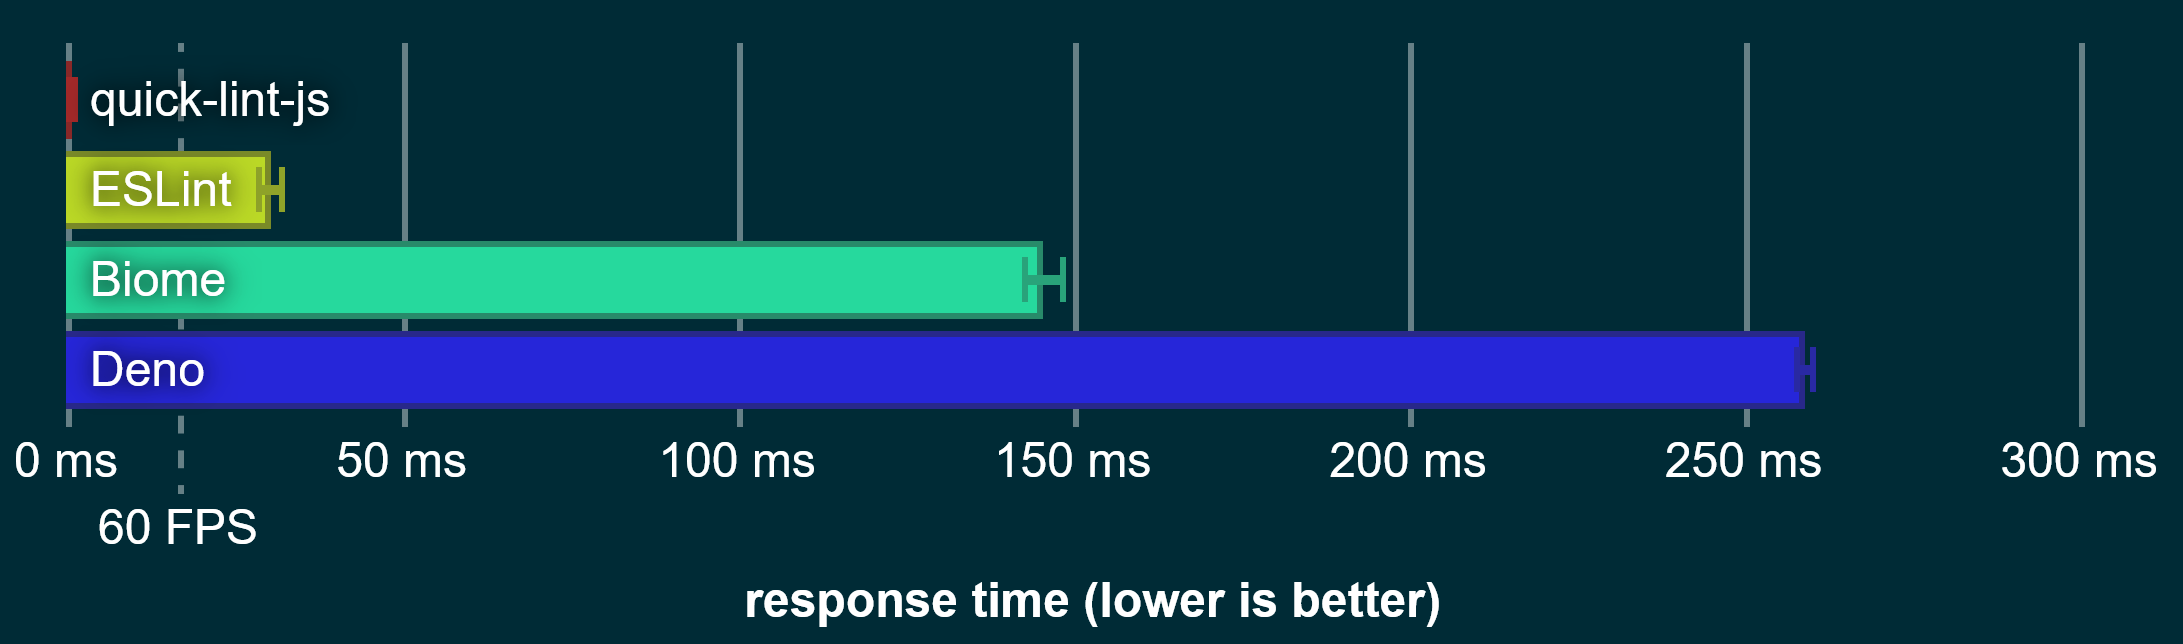 quick-lint-js
ESLint
Biome
Deno
0 ms 50 ms 100 ms 150 ms 200 ms 250 ms 300 ms
60 FPS
response time (lower is better)